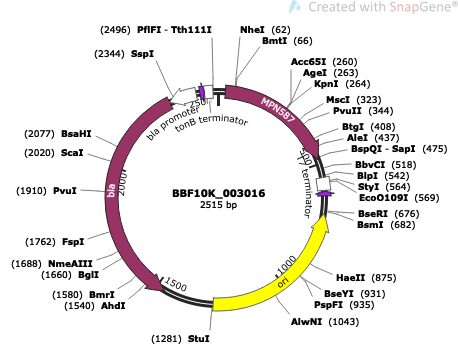 Created with SnapGene®
(2496) PflFI - Tth111I
(2344) SspI
NheI (62)
BmtI (66)
Acc65I (260)
AgeI (263)
KpnI (264)
MscI (323)
PvuII (344)
BtgI (408)
AleI (437)
BspQI - SapI (475)
BbvCI (518)
BlpI (542)
StyI (564)
EcoO109I (569)
BseRI (676)
BsmI (682)
HaeII (875)
BseYI (931)
PspFI (935)
AlwNI (1043)
(1281) StuI
(1540) AhdI
(1580) BmrI
(1660) BglI
(1688) NmeAIII
(1762) FspI
(1910) PvuI
(2020) ScaI
(2077) BsaHI
bla promoter
tonB terminator
MPN587
500
T7 terminator
1000
ori
1500
bla
2000
BBF10K_003016
2515 bp